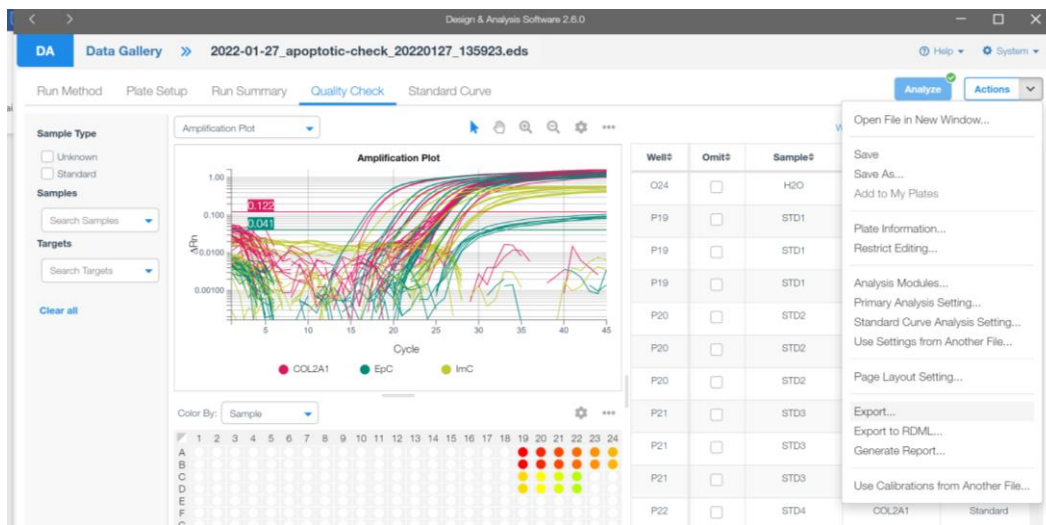 Design & Analysis Software 2.6.0
DA Data Gallery » 2022-01-27_apoptotic-check_20220127_135923.eds Help System
Run Method Plate Setup Run Summary Quality Check Standard Curve Analyze Actions
Sample Type
Unknown
Standard
Samples
Search Samples
Targets
Search Targets
Clear all
Amplification Plot
Amplification Plot
1.00
0.122
0.100
0.041
0.0100
0.00100
ΔRn
5 10 15 20 25 30 35 40 45
Cycle
COL2A1 EpC ImC
Color By: Sample
1 2 3 4 5 6 7 8 9 10 11 12 13 14 15 16 17 18 19 20 21 22 23 24
A
B
C
D
E
F
Well Omit Sample
O24 H2O
P19 STD1
P19 STD1
P19 STD1
P20 STD2
P20 STD2
P20 STD2
P21 STD3
P21 STD3
P21 STD3
P22 STD4 COL2A1 Standard
Open File in New Window...
Save
Save As...
Add to My Plates
Plate Information...
Restrict Editing...
Analysis Modules...
Primary Analysis Setting...
Standard Curve Analysis Setting...
Use Settings from Another File...
Page Layout Setting...
Export...
Export to RDML...
Generate Report...
Use Calibrations from Another File...